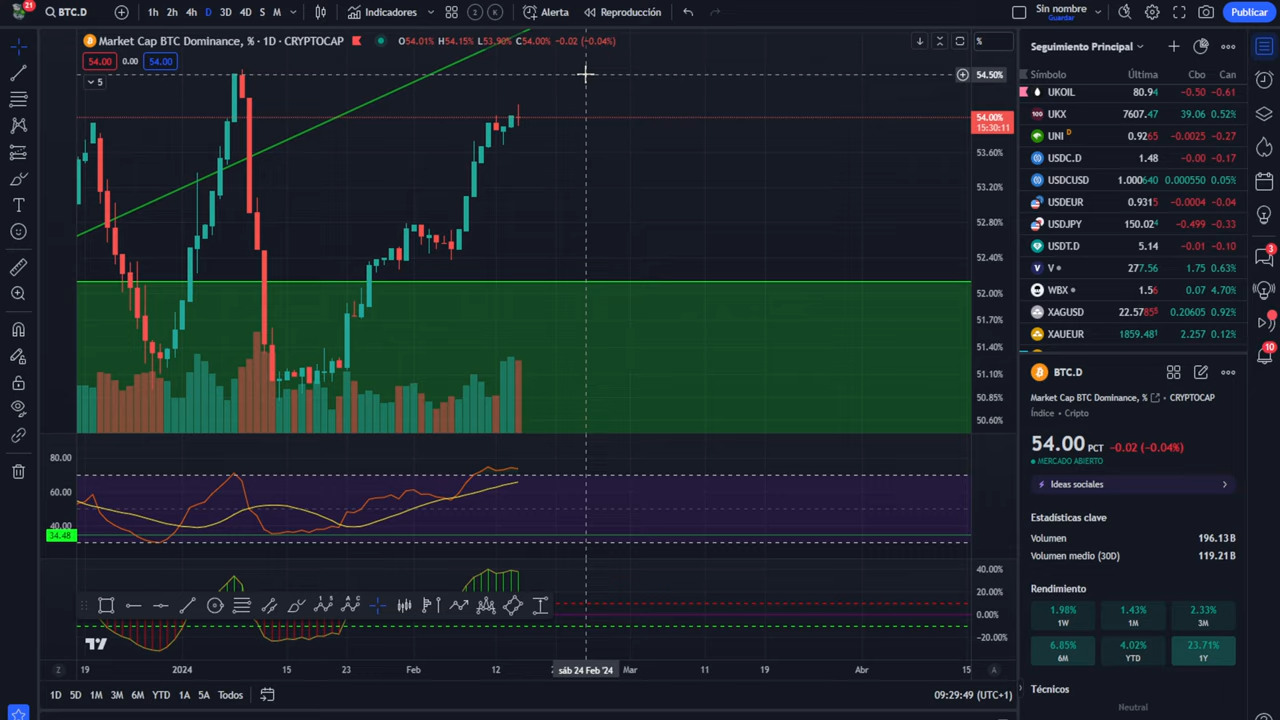 21
BTC.D
1h 2h 4h D 3D 4D S M
Indicadores
2 K
Alerta
Reproducción
Sin nombre
Guardar
Publicar
Market Cap BTC Dominance, % · 1D · CRYPTOCAP
O54.01% H54.15% L53.90% C54.00% -0.02 (-0.04%)
%
54.00 0.00 54.00
5
54.50%
54.00%
15:30:11
53.60%
53.20%
52.80%
52.40%
52.00%
51.70%
51.40%
51.10%
50.85%
50.60%
80.00
60.00
40.00
34.48
40.00%
20.00%
0.00%
-20.00%
Z 19 2024 15 23 Feb 12 sáb 24 Feb '24 Mar 11 19 Abr 15 A
1D 5D 1M 3M 6M YTD 1A 5A Todos
09:29:49 (UTC+1)
Seguimiento Principal
Símbolo Última Cbo Can
UKOIL 80.94 -0.50 -0.61
100 UKX 7607.47 39.06 0.52%
UNI D 0.9265 -0.0025 -0.27
USDC.D 1.48 -0.00 -0.17
USDCUSD 1.000640 0.000550 0.05%
USDEUR 0.9315 -0.0004 -0.04
USDJPY 150.024 -0.499 -0.33
USDT.D 5.14 -0.01 -0.10
V 277.56 1.75 0.63%
WBX 1.56 0.07 4.70%
XAGUSD 22.5785⁵ 0.20605 0.92%
XAUEUR 1859.48¹ 2.257 0.12%
BTC.D
Market Cap BTC Dominance, % · CRYPTOCAP
Índice · Cripto
54.00 PCT -0.02 (-0.04%)
MERCADO ABIERTO
Ideas sociales
Estadísticas clave
Volumen 196.13B
Volumen medio (30D) 119.21B
Rendimiento
1.98% 1.43% 2.33%
1W 1M 3M
6.85% 4.02% 23.71%
6M YTD 1Y
Técnicos
Neutral
3
10